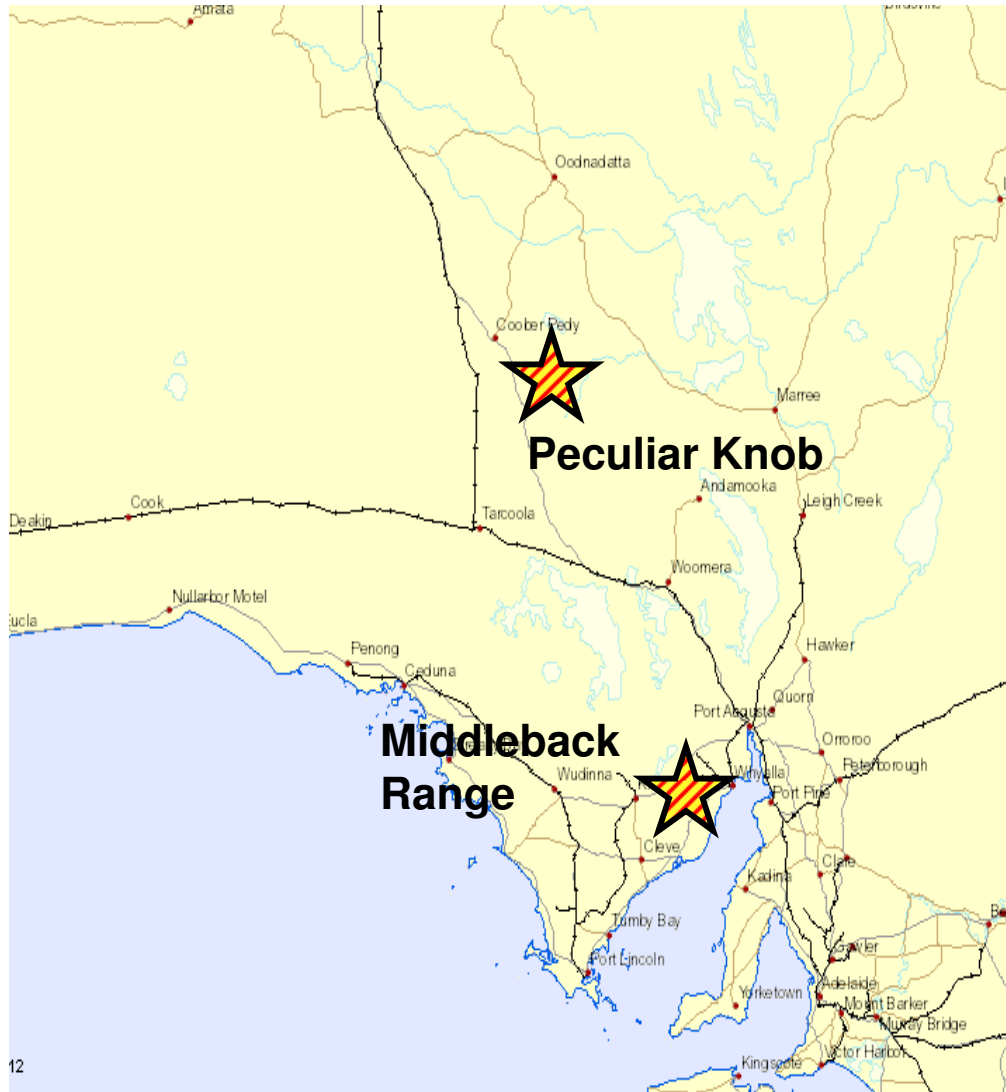 Amata
Oodnadatta
Coober Pedy
Peculiar Knob
Marree
Andamooka
Leigh Creek
Cook
Deakin
Tarcoola
Woomera
Nullarbor Motel
Penong
Ceduna
Hawker
Quorn
Port Augusta
Orroroo
Middleback
Range
Wudinna
Whyalla
Peterborough
Port Pirie
Cleve
Clare
Kadina
Tumby Bay
Port Lincoln
Gawler
Adelaide
Yorketown
Mount Barker
Murray Bridge
Victor Harbor
Kingscote